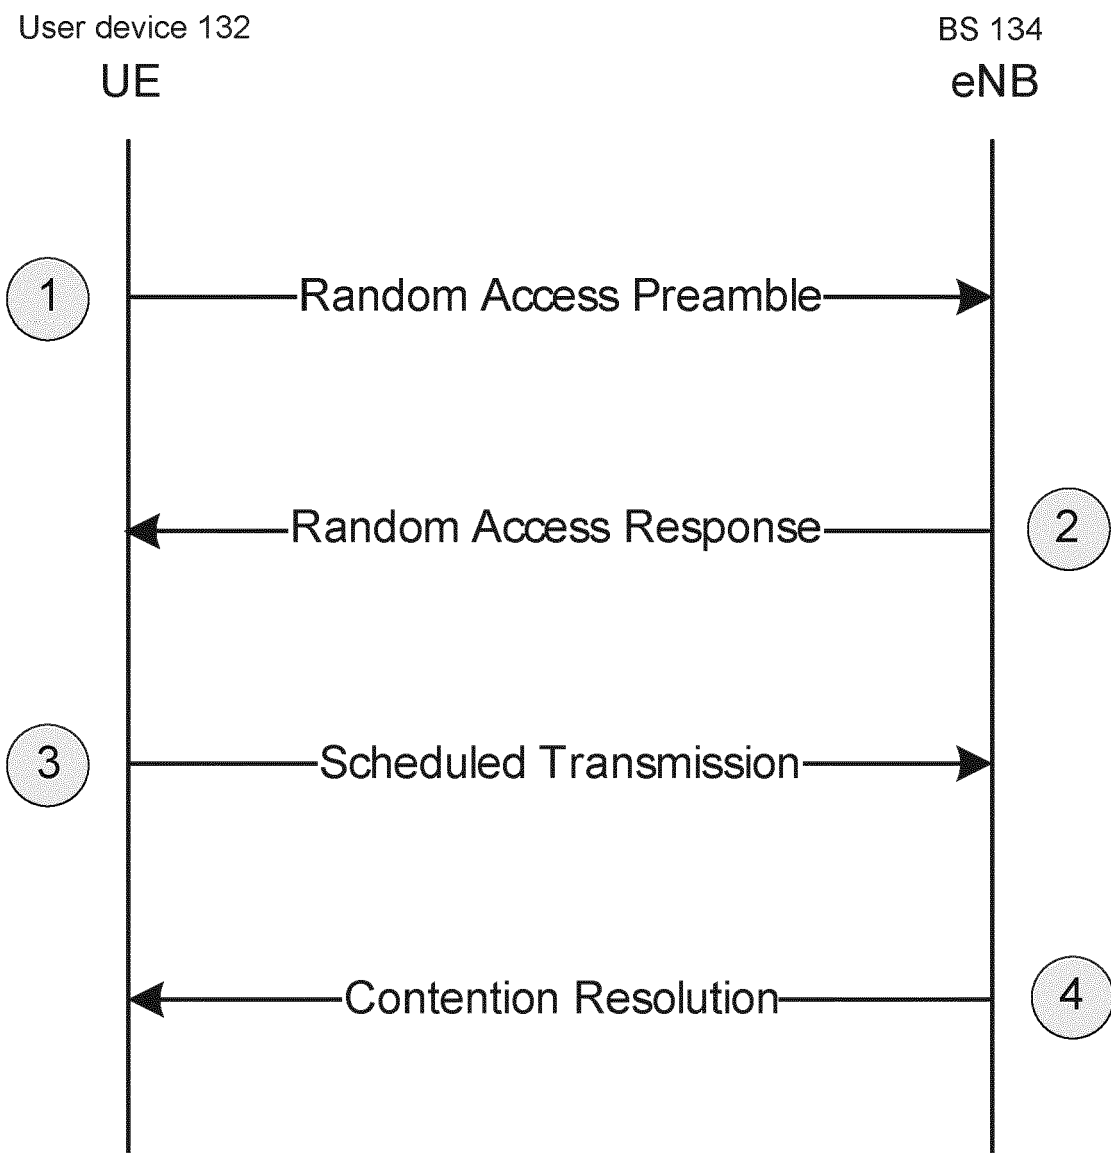 User device 132
BS 134
UE
eNB
1
Random Access Preamble
Random Access Response
2
3
Scheduled Transmission
Contention Resolution
4